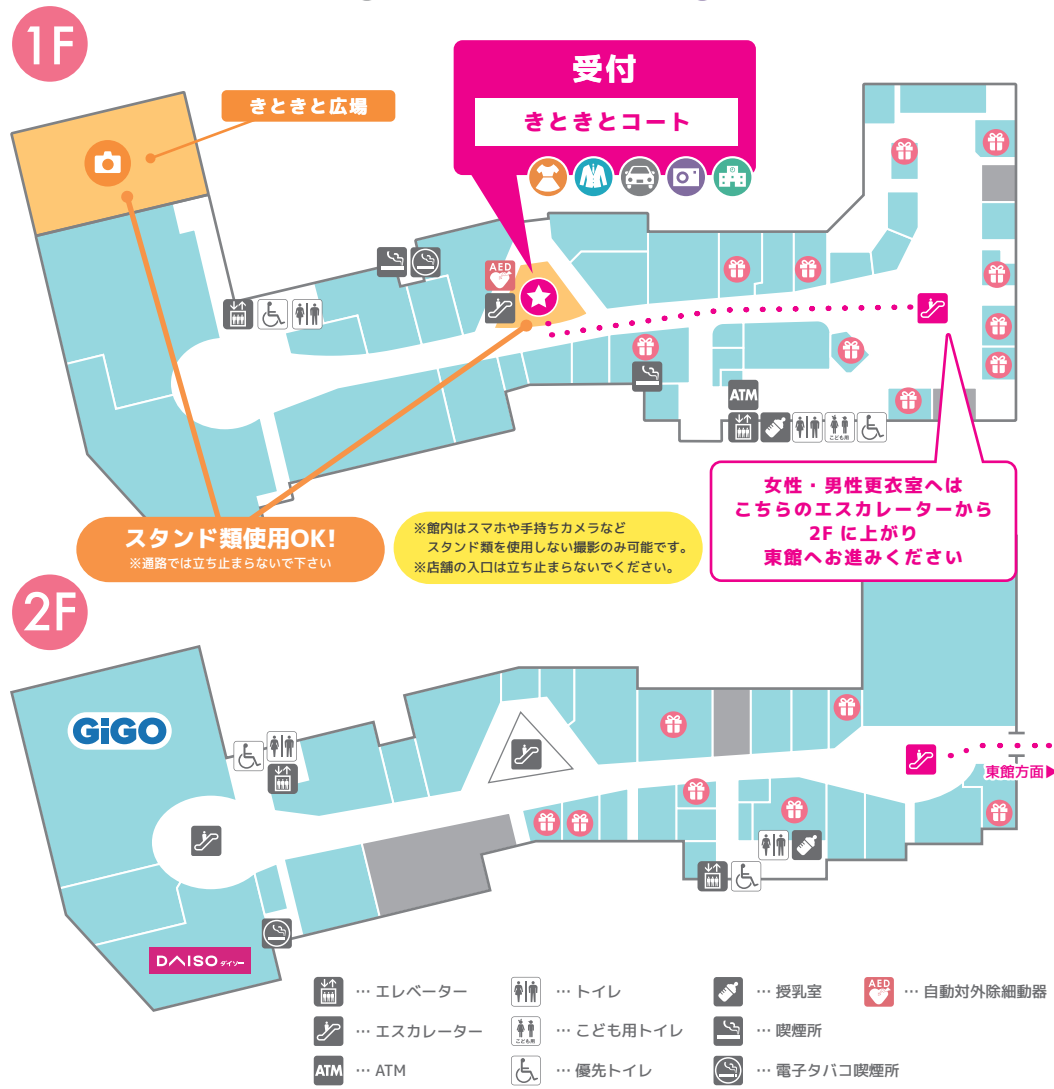 1F
きときと広場
受付
きときとコート
AED
ATM
こども用
女性・男性更衣室へは
こちらのエスカレーターから
2F に上がり
東館へお進みください
スタンド類使用OK!
※通路では立ち止まらないで下さい
※館内はスマホや手持ちカメラなど
スタンド類を使用しない撮影のみ可能です。
※店舗の入口は立ち止まらないでください。
2F
GiGO
東館方面▶
DAISO ダイソー
… エレベーター
… トイレ
… 授乳室
AED … 自動対外除細動器
… エスカレーター
こども用 … こども用トイレ
… 喫煙所
ATM … ATM
… 優先トイレ
… 電子タバコ喫煙所